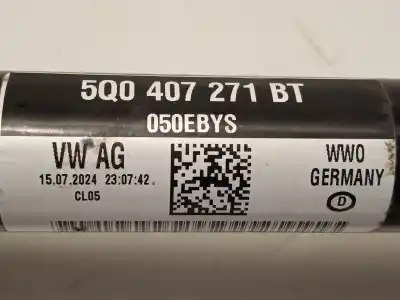 5Q0 407 271 BT
050EBYS
VW AG
15.07.2024 23:07:42
CL05
WWO
GERMANY
D